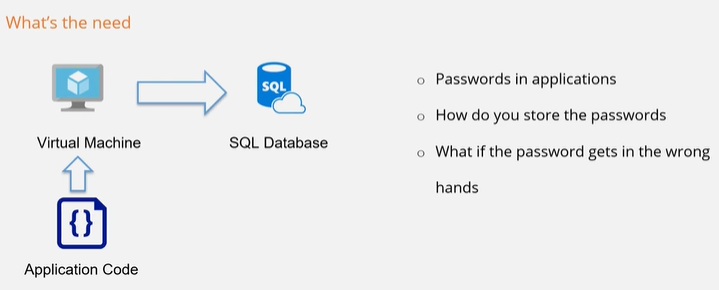 What's the need
SQL
Virtual Machine
SQL Database
{}
Application Code
o Passwords in applications
o How do you store the passwords
o What if the password gets in the wrong
hands